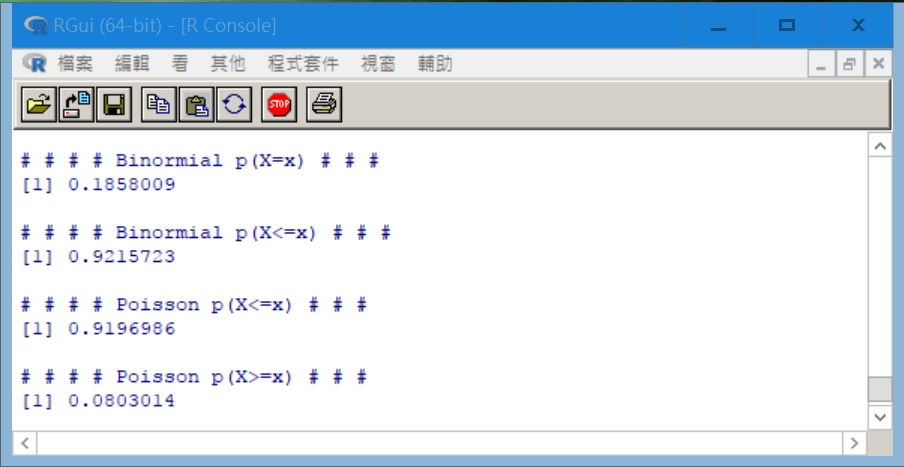 RGui (64-bit) - [R Console]
檔案 編輯 看 其他 程式套件 視窗 輔助
STOP
# # # # Binormial p(X=x) # # #
[1] 0.1858009
# # # # Binormial p(X<=x) # # #
[1] 0.9215723
# # # # Poisson p(X<=x) # # #
[1] 0.9196986
# # # # Poisson p(X>=x) # # #
[1] 0.0803014